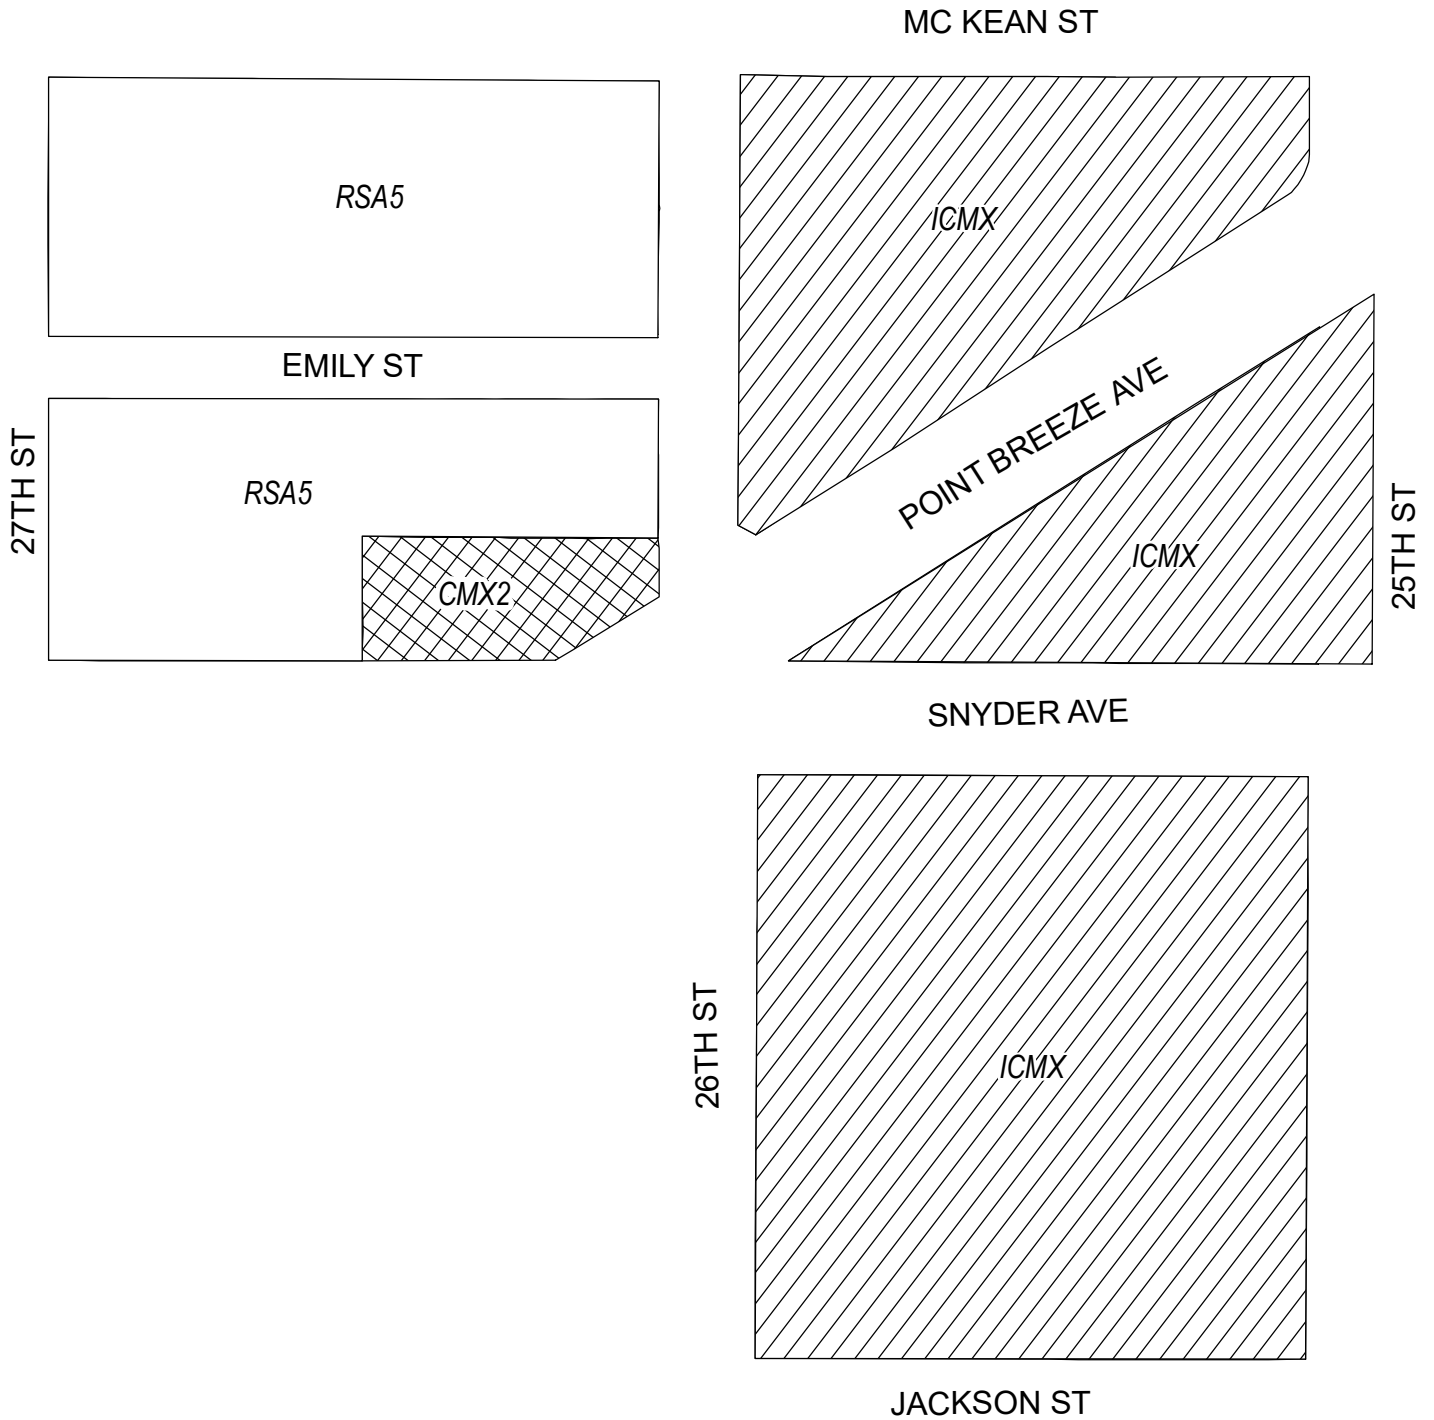 MC KEAN ST
RSA5
ICMX
EMILY ST
POINT BREEZE AVE
27TH ST
RSA5
25TH ST
ICMX
CMX2
SNYDER AVE
26TH ST
ICMX
JACKSON ST